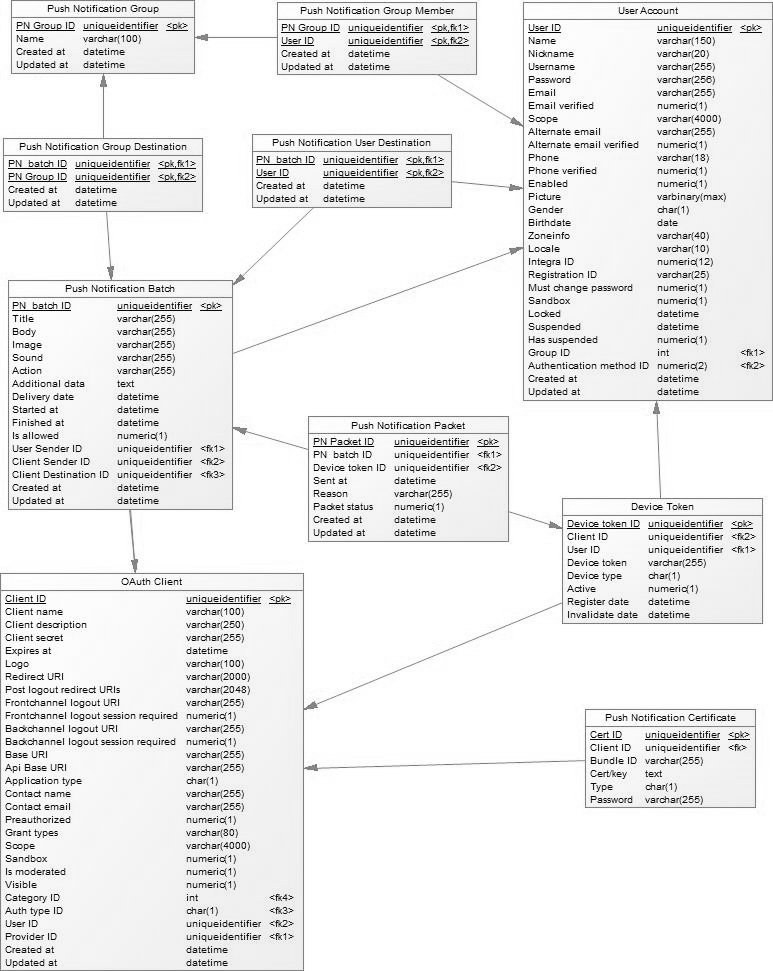 Push Notification Group
PN Group ID uniqueidentifier <pk>
Name varchar(100)
Created at datetime
Updated at datetime
Push Notification Group Member
PN Group ID uniqueidentifier <pk,fk1>
User ID uniqueidentifier <pk,fk2>
Created at datetime
Updated at datetime
User Account
User ID uniqueidentifier <pk>
Name varchar(150)
Nickname varchar(20)
Username varchar(255)
Password varchar(256)
Email varchar(255)
Email verified numeric(1)
Scope varchar(4000)
Alternate email varchar(255)
Alternate email verified numeric(1)
Phone varchar(18)
Phone verified numeric(1)
Enabled numeric(1)
Picture varbinary(max)
Gender char(1)
Birthdate date
Zoneinfo varchar(40)
Locale varchar(10)
Integra ID numeric(12)
Registration ID varchar(25)
Must change password numeric(1)
Sandbox numeric(1)
Locked datetime
Suspended datetime
Has suspended numeric(1)
Group ID int <fk1>
Authentication method ID numeric(2) <fk2>
Created at datetime
Updated at datetime
Push Notification Group Destination
PN_batch ID uniqueidentifier <pk,fk1>
PN Group ID uniqueidentifier <pk,fk2>
Created at datetime
Updated at datetime
Push Notification User Destination
PN_batch ID uniqueidentifier <pk,fk1>
User ID uniqueidentifier <pk,fk2>
Created at datetime
Updated at datetime
Push Notification Batch
PN_batch ID uniqueidentifier <pk>
Title varchar(255)
Body varchar(255)
Image varchar(255)
Sound varchar(255)
Action varchar(255)
Additional data text
Delivery date datetime
Started at datetime
Finished at datetime
Is allowed numeric(1)
User Sender ID uniqueidentifier <fk1>
Client Sender ID uniqueidentifier <fk2>
Client Destination ID uniqueidentifier <fk3>
Created at datetime
Updated at datetime
Push Notification Packet
PN Packet ID uniqueidentifier <pk>
PN_batch ID uniqueidentifier <fk1>
Device token ID uniqueidentifier <fk2>
Sent at datetime
Reason varchar(255)
Packet status numeric(1)
Created at datetime
Updated at datetime
Device Token
Device token ID uniqueidentifier <pk>
Client ID uniqueidentifier <fk2>
User ID uniqueidentifier <fk1>
Device token varchar(255)
Device type char(1)
Active numeric(1)
Register date datetime
Invalidate date datetime
OAuth Client
Client ID uniqueidentifier <pk>
Client name varchar(100)
Client description varchar(250)
Client secret varchar(255)
Expires at datetime
Logo varchar(100)
Redirect URI varchar(2000)
Post logout redirect URIs varchar(2048)
Frontchannel logout URI varchar(255)
Frontchannel logout session required numeric(1)
Backchannel logout URI varchar(255)
Backchannel logout session required numeric(1)
Base URI varchar(255)
Api Base URI varchar(255)
Application type char(1)
Contact name varchar(255)
Contact email varchar(255)
Preauthorized numeric(1)
Grant types varchar(80)
Scope varchar(4000)
Sandbox numeric(1)
Is moderated numeric(1)
Visible numeric(1)
Category ID int <fk4>
Auth type ID char(1) <fk3>
User ID uniqueidentifier <fk2>
Provider ID uniqueidentifier <fk1>
Created at datetime
Updated at datetime
Push Notification Certificate
Cert ID uniqueidentifier <pk>
Client ID uniqueidentifier <fk>
Bundle ID varchar(255)
Cert/key text
Type char(1)
Password varchar(255)